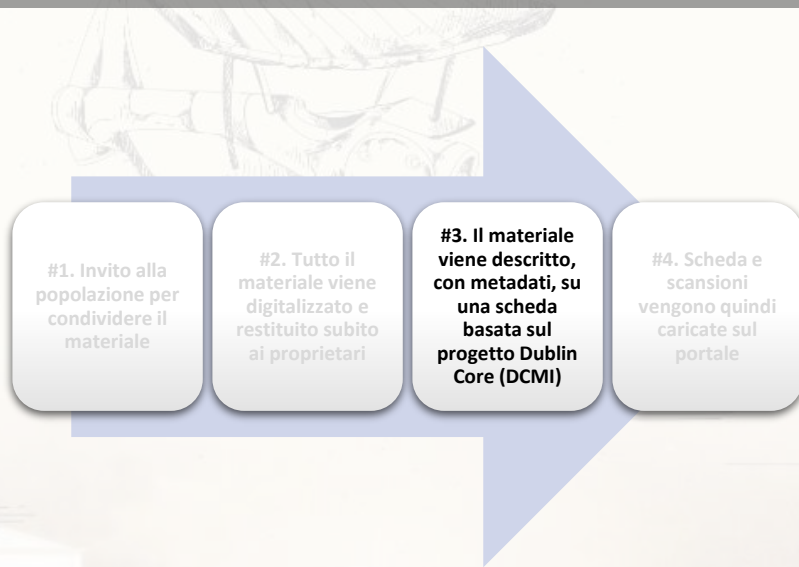 #1. Invito alla
popolazione per
condividere il
materiale
#2. Tutto il
materiale viene
digitalizzato e
restituito subito
ai proprietari
#3. Il materiale
viene descritto,
con metadati, su
una scheda
basata sul
progetto Dublin
Core (DCMI)
#4. Scheda e
scansioni
vengono quindi
caricate sul
portale